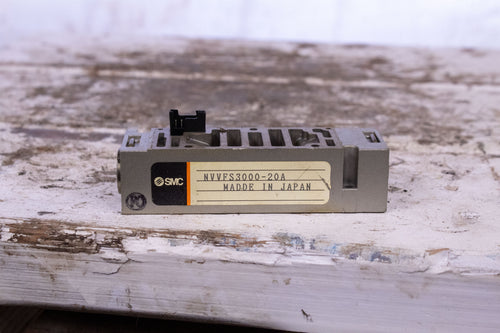 SMC
NVVFS3000-20A
MADDE IN JAPAN